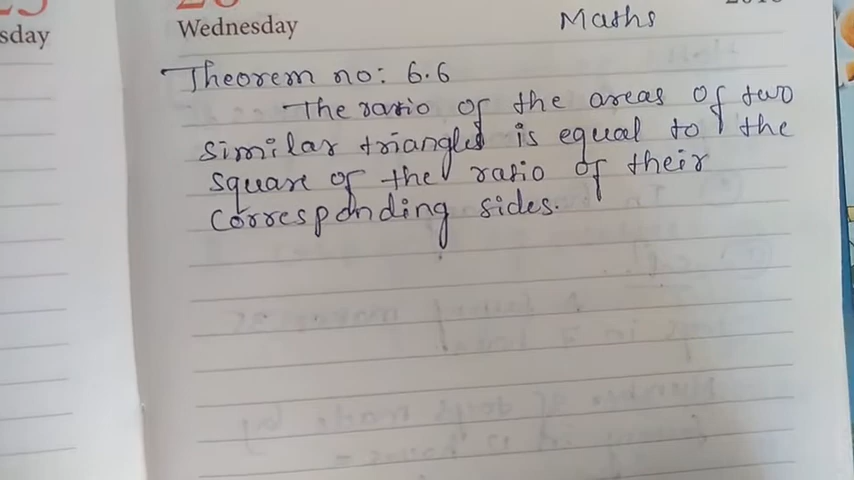 sday
Wednesday
Maths
Theorem no: 6.6
The ratio of the areas of two
similar triangles is equal to the
square of the ratio of their
corresponding sides.